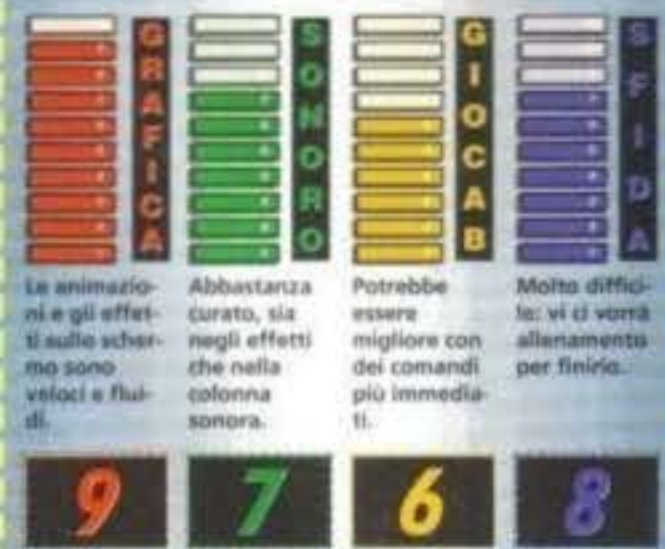 GRAFICA
Le animazio-
ni e gli effet-
ti sullo scher-
mo sono
veloci e flui-
di.
9
SONORO
Abbastanza
curato, sia
negli effetti
che nella
colonna
sonora.
7
GIOCAB
Potrebbe
essere
migliore con
dei comandi
più immedia-
ti.
6
SFIDA
Molto diffici-
le: vi ci vorrà
allenamento
per finirlo.
8